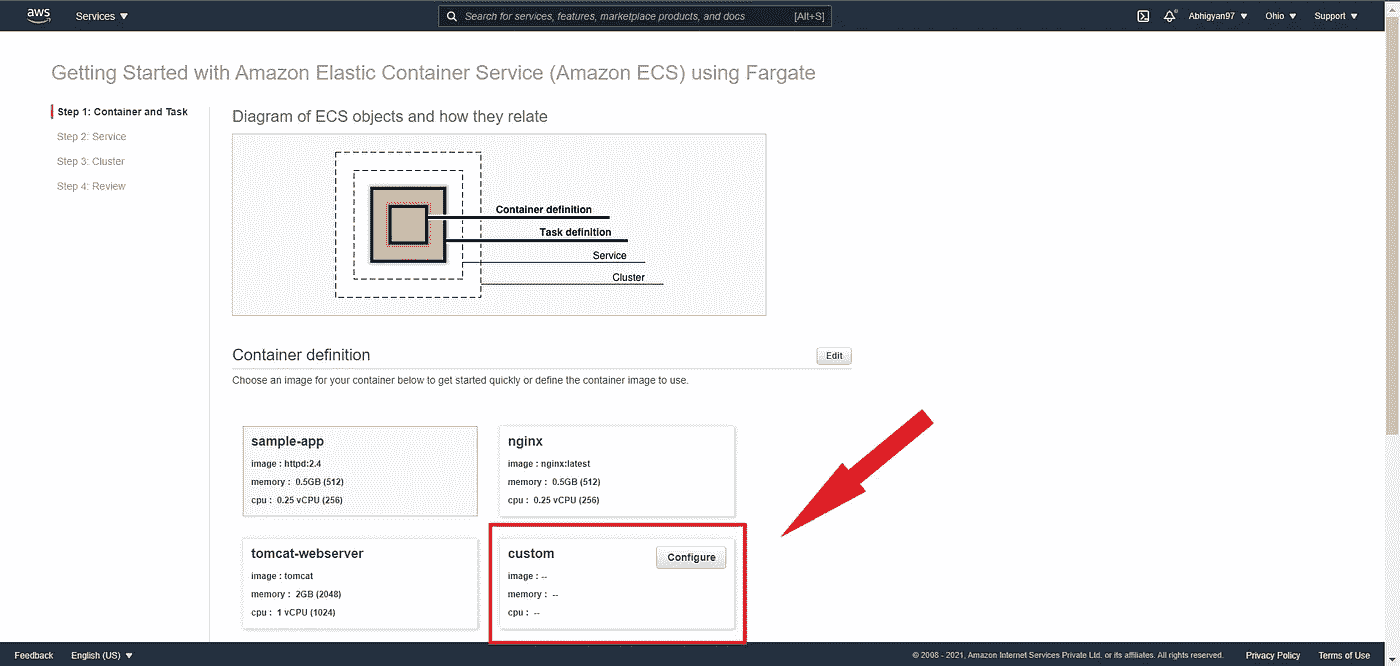 aws Services Search for services, features, marketplace products, and docs [Alt+S] Abhigyan97 Ohio Support
Getting Started with Amazon Elastic Container Service (Amazon ECS) using Fargate
Step 1: Container and Task
Step 2: Service
Step 3: Cluster
Step 4: Review
Diagram of ECS objects and how they relate
Container definition
Task definition
Service
Cluster
Container definition Edit
Choose an image for your container below to get started quickly or define the container image to use.
sample-app
image : httpd:2.4
memory : 0.5GB (512)
cpu : 0.25 vCPU (256)
nginx
image : nginx:latest
memory : 0.5GB (512)
cpu : 0.25 vCPU (256)
tomcat-webserver
image : tomcat
memory : 2GB (2048)
cpu : 1 vCPU (1024)
custom Configure
image : --
memory : --
cpu : --
Feedback English (US) © 2008 - 2021, Amazon Internet Services Private Ltd. or its affiliates. All rights reserved. Privacy Policy Terms of Use